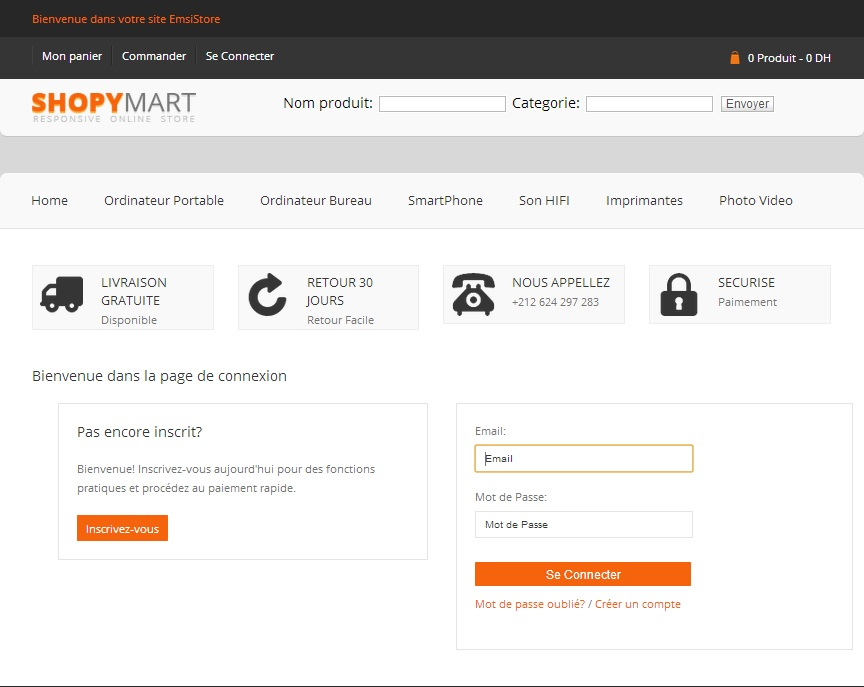 Bienvenue dans votre site EmsiStore
Mon panier Commander Se Connecter 0 Produit - 0 DH
SHOPYMART
RESPONSIVE ONLINE STORE
Nom produit: Categorie: Envoyer
Home Ordinateur Portable Ordinateur Bureau SmartPhone Son HIFI Imprimantes Photo Video
LIVRAISON
GRATUITE
Disponible
RETOUR 30
JOURS
Retour Facile
NOUS APPELLEZ
+212 624 297 283
SECURISE
Paimement
Bienvenue dans la page de connexion
Pas encore inscrit?
Bienvenue! Inscrivez-vous aujourd'hui pour des fonctions
pratiques et procédez au paiement rapide.
Inscrivez-vous
Email:
Email
Mot de Passe:
Mot de Passe
Se Connecter
Mot de passe oublié? / Créer un compte